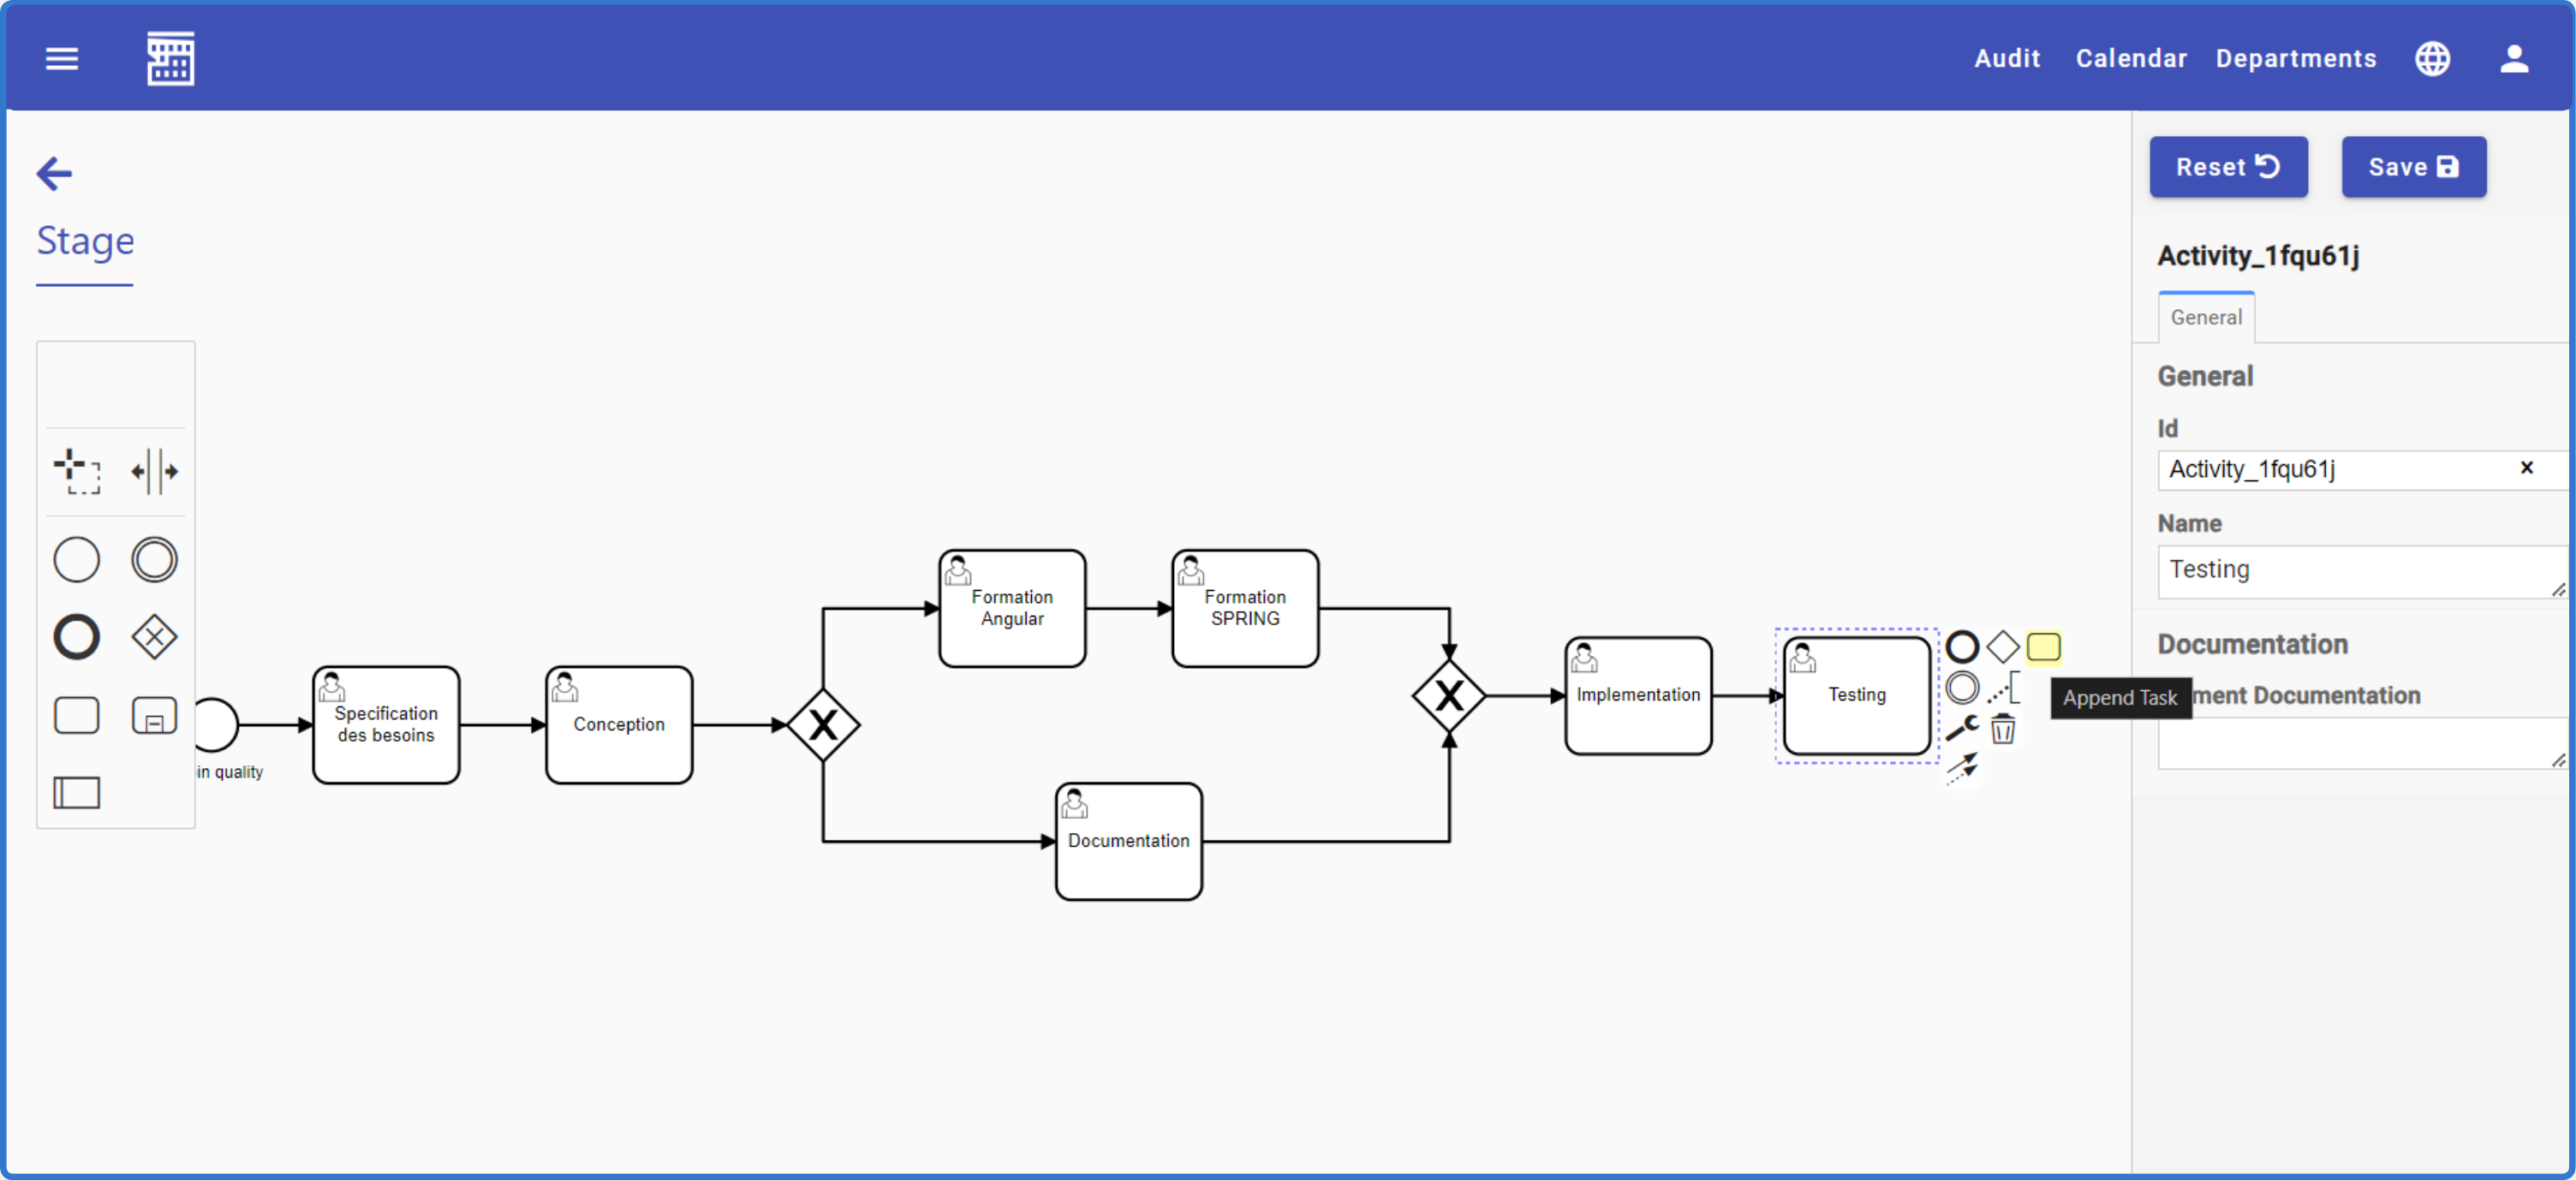 Audit Calendar Departments
Reset Save
Stage
Activity_1fqu61j
General
General
Id
Activity_1fqu61j
Name
Testing
Documentation
ment Documentation
Append Task
Formation
Angular
Formation
SPRING
Specification
des besoins
Conception
Implementation
Testing
in quality
Documentation